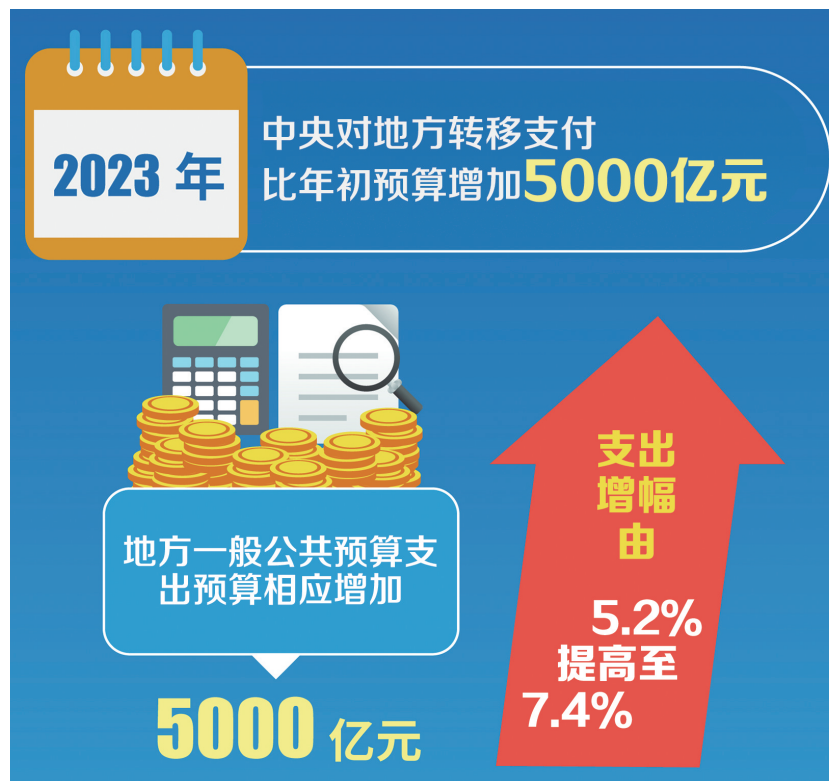 2023 年
中央对地方转移支付
比年初预算增加5000亿元
地方一般公共预算支
出预算相应增加
5000 亿元
支出
增幅
由
5.2%
提高至
7.4%